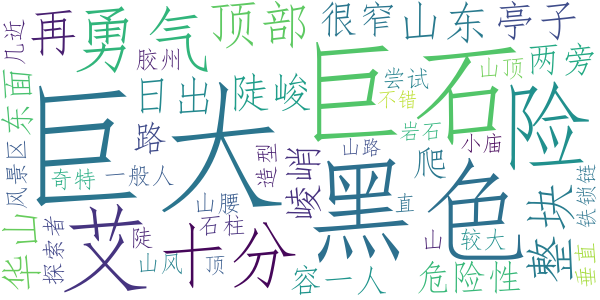 几近
再
勇气
顶部
很窄
山东
亭子
胶州
巨石
尝试
山顶
两旁
东面
日出
陡峻
不错
险
巨大
路
岩石
小庙
风景区
奇特
一般人
造型
崚峭
山路
爬
黑色
整块
铁锁链
华山
探索者
艾
陡
山腰
石柱
十分
直
山
较大
山风
顶
容一人
危险性
垂直